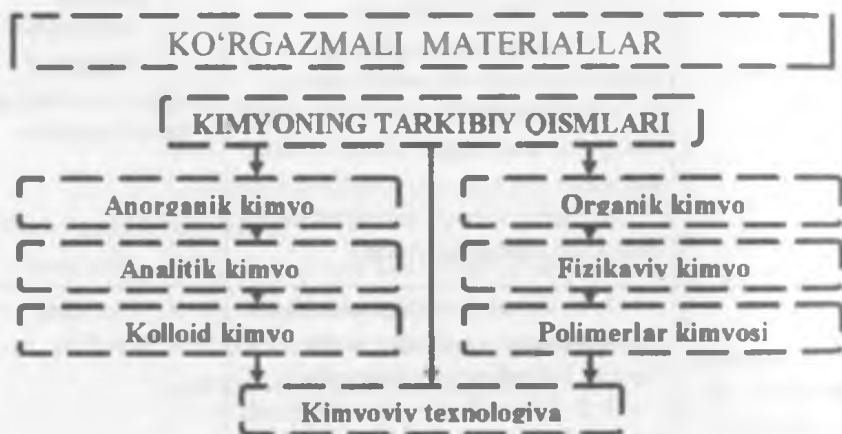 KO‘RGAZMALI MATERIALLAR
KIMYONING TARKIBIY QISMLARI
Anorganik kimyo
Organik kimyo
Analitik kimyo
Fizikaviy kimyo
Kolloid kimyo
Polimerlar kimyosi
Kimyoviy texnologiya